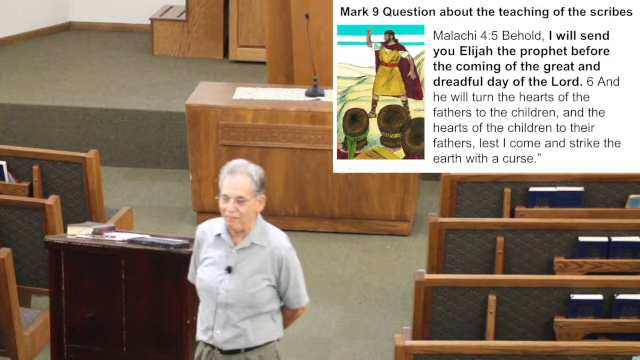 Mark 9 Question about the teaching of the scribes
Malachi 4:5 Behold, I will send
you Elijah the prophet before
the coming of the great and
dreadful day of the Lord. 6 And
he will turn the hearts of the
fathers to the children, and the
hearts of the children to their
fathers, lest I come and strike the
earth with a curse.”